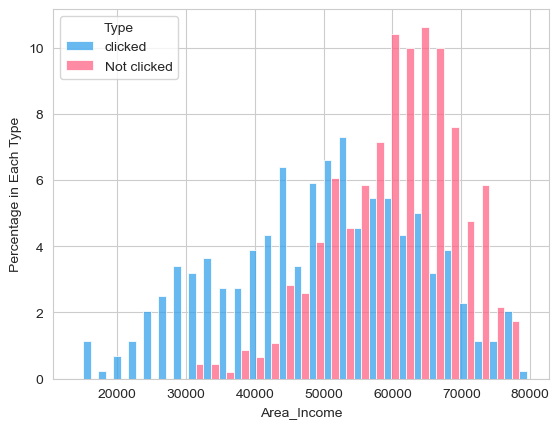 Type
clicked
Not clicked
10
8
6
4
2
0
Percentage in Each Type
20000 30000 40000 50000 60000 70000 80000
Area_Income